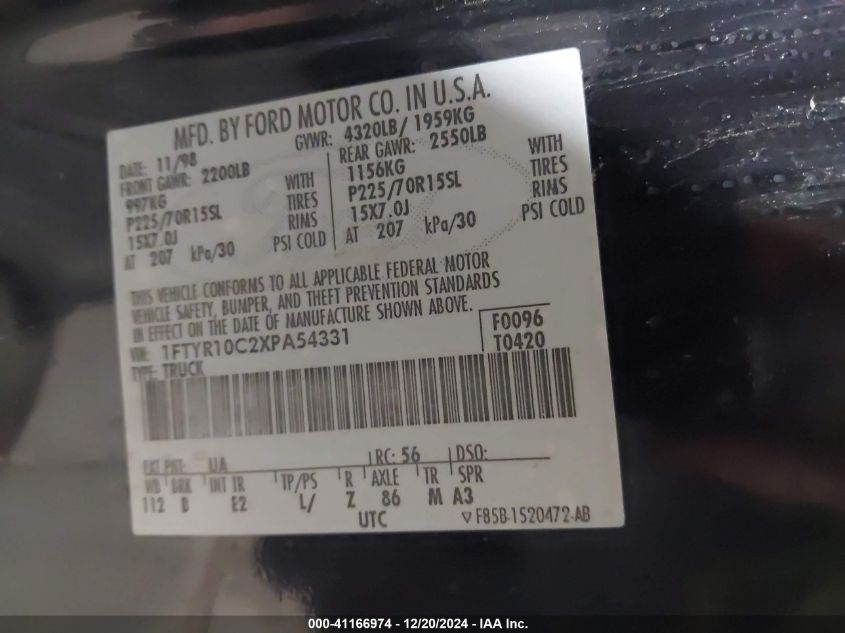 MFD. BY FORD MOTOR CO. IN U.S.A.
DATE: 11/98 GVWR: 4320LB/ 1959KG
FRONT GAWR: 2200LB REAR GAWR: 2550LB
997KG WITH 1156KG WITH
P225/70R15SL TIRES P225/70R15SL TIRES
15X7.0J RIMS 15X7.0J RIMS
AT 207 kPa/30 PSI COLD AT 207 kPa/30 PSI COLD
THIS VEHICLE CONFORMS TO ALL APPLICABLE FEDERAL MOTOR
VEHICLE SAFETY, BUMPER, AND THEFT PREVENTION STANDARDS
IN EFFECT ON THE DATE OF MANUFACTURE SHOWN ABOVE.
VIN: 1FTYR10C2XPA54331 F0096
TYPE: TRUCK T0420
EXT PNT: UA RC: 56 DSO:
WB BRK INT TR TP/PS R AXLE TR SPR
112 B E2 L/ Z 86 M A3
UTC ▽F85B-1520472-AB
000-41166974 - 12/20/2024 - IAA Inc.